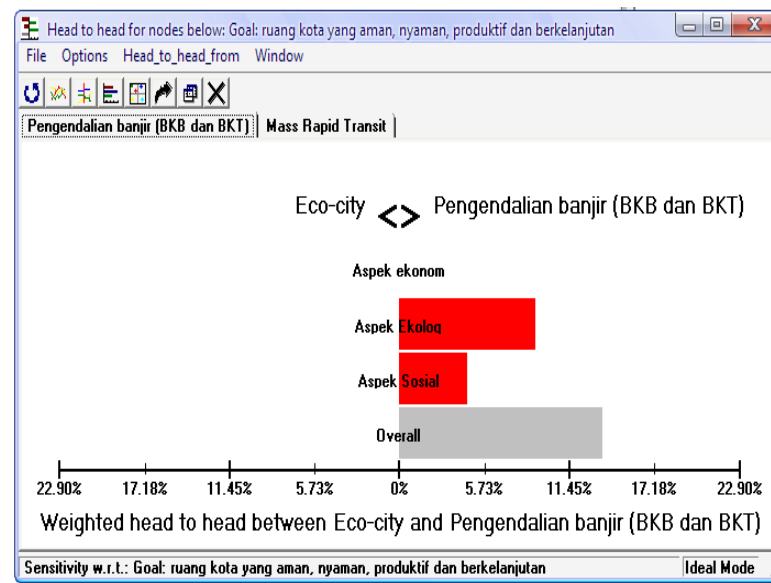 Head to head for nodes below: Goal: ruang kota yang aman, nyaman, produktif dan berkelanjutan
File Options Head_to_head_from Window
Pengendalian banjir (BKB dan BKT) Mass Rapid Transit
Eco-city <> Pengendalian banjir (BKB dan BKT)
Aspek ekonom
Aspek Ekolog
Aspek Sosial
Overall
22.90% 17.18% 11.45% 5.73% 0% 5.73% 11.45% 17.18% 22.90%
Weighted head to head between Eco-city and Pengendalian banjir (BKB dan BKT)
Sensitivity w.r.t.: Goal: ruang kota yang aman, nyaman, produktif dan berkelanjutan Ideal Mode